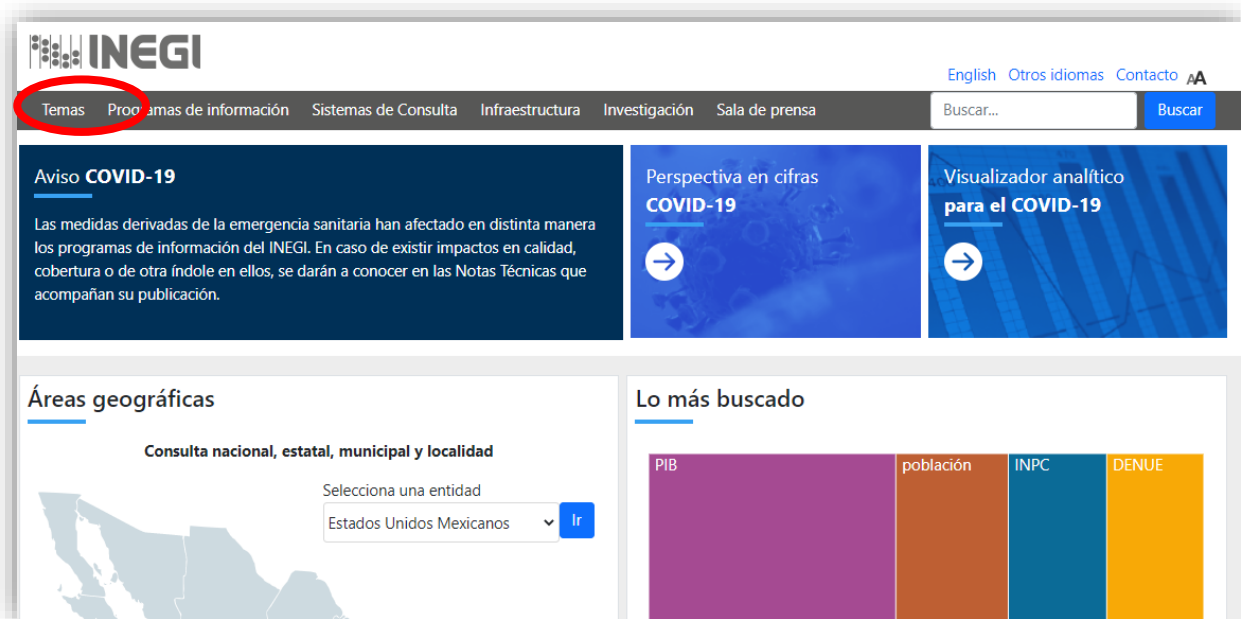 INEGI
English Otros idiomas Contacto AA
Temas Programas de información Sistemas de Consulta Infraestructura Investigación Sala de prensa Buscar... Buscar
Aviso COVID-19
Las medidas derivadas de la emergencia sanitaria han afectado en distinta manera
los programas de información del INEGI. En caso de existir impactos en calidad,
cobertura o de otra índole en ellos, se darán a conocer en las Notas Técnicas que
acompañan su publicación.
Perspectiva en cifras
COVID-19
Visualizador analítico
para el COVID-19
Áreas geográficas
Consulta nacional, estatal, municipal y localidad
Selecciona una entidad
Estados Unidos Mexicanos Ir
Lo más buscado
PIB población INPC DENUE